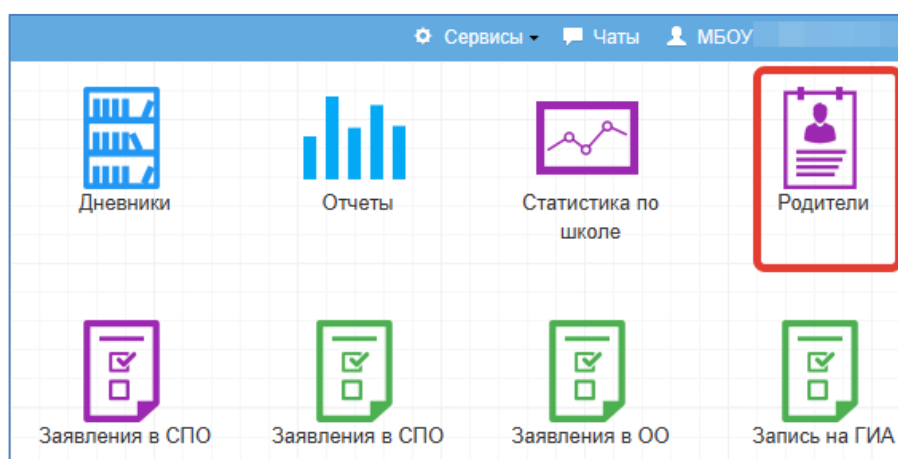 Сервисы Чаты МБОУ
Дневники Отчеты Статистика по школе Родители
Заявления в СПО Заявления в СПО Заявления в ОО Запись на ГИА